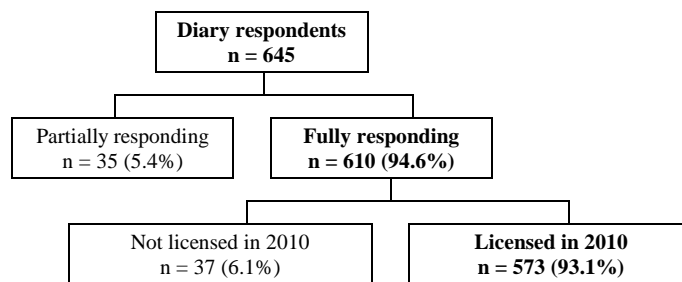 Diary respondents
n = 645
Partially responding
n = 35 (5.4%)
Fully responding
n = 610 (94.6%)
Not licensed in 2010
n = 37 (6.1%)
Licensed in 2010
n = 573 (93.1%)